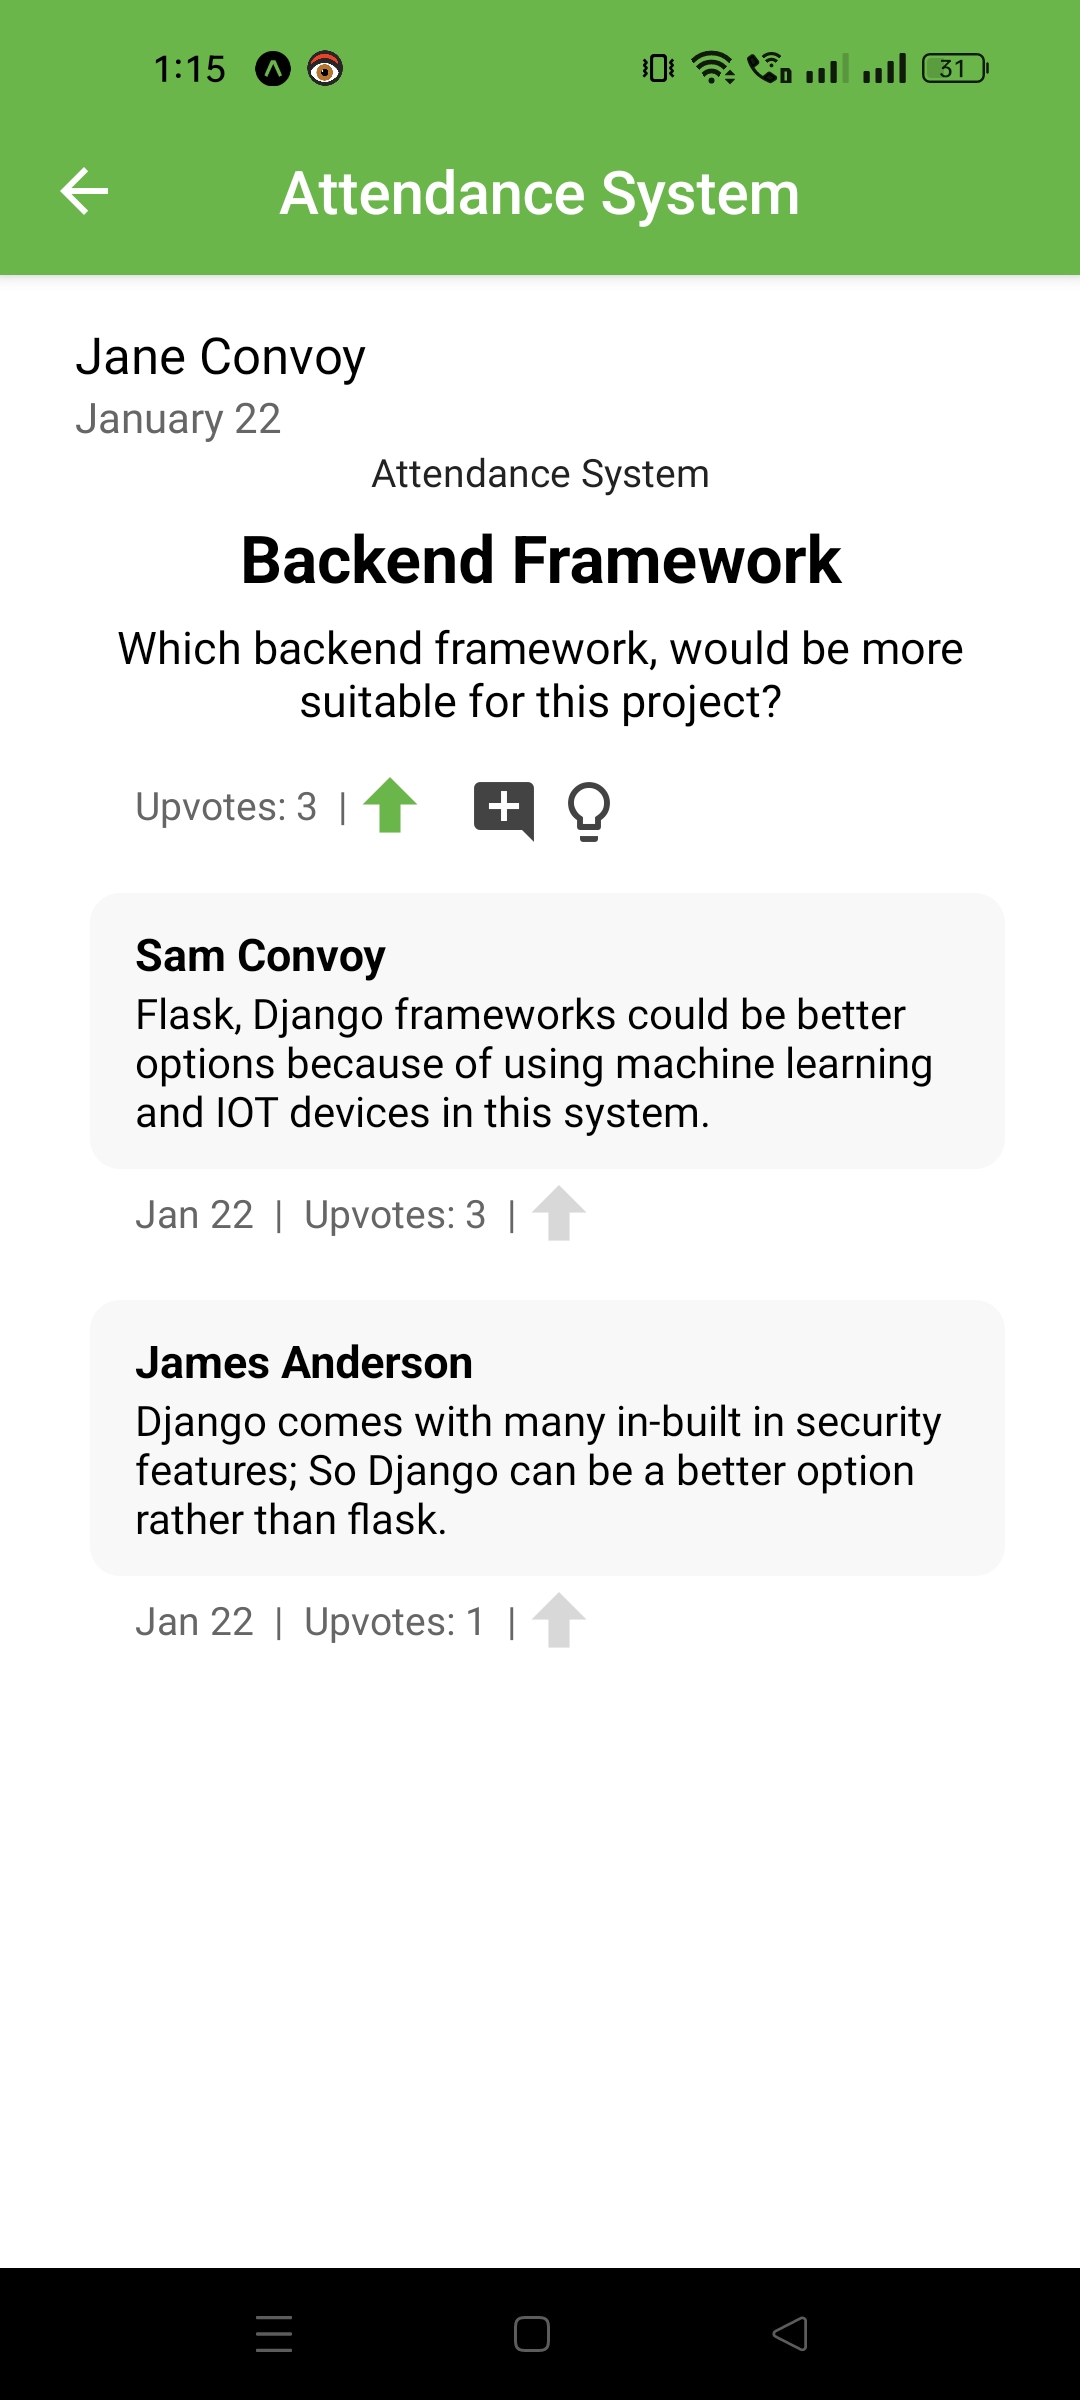 1:15
31
Attendance System
Jane Convoy
January 22
Attendance System
Backend Framework
Which backend framework, would be more
suitable for this project?
Upvotes: 3 |
Sam Convoy
Flask, Django frameworks could be better
options because of using machine learning
and IOT devices in this system.
Jan 22 | Upvotes: 3 |
James Anderson
Django comes with many in-built in security
features; So Django can be a better option
rather than flask.
Jan 22 | Upvotes: 1 |